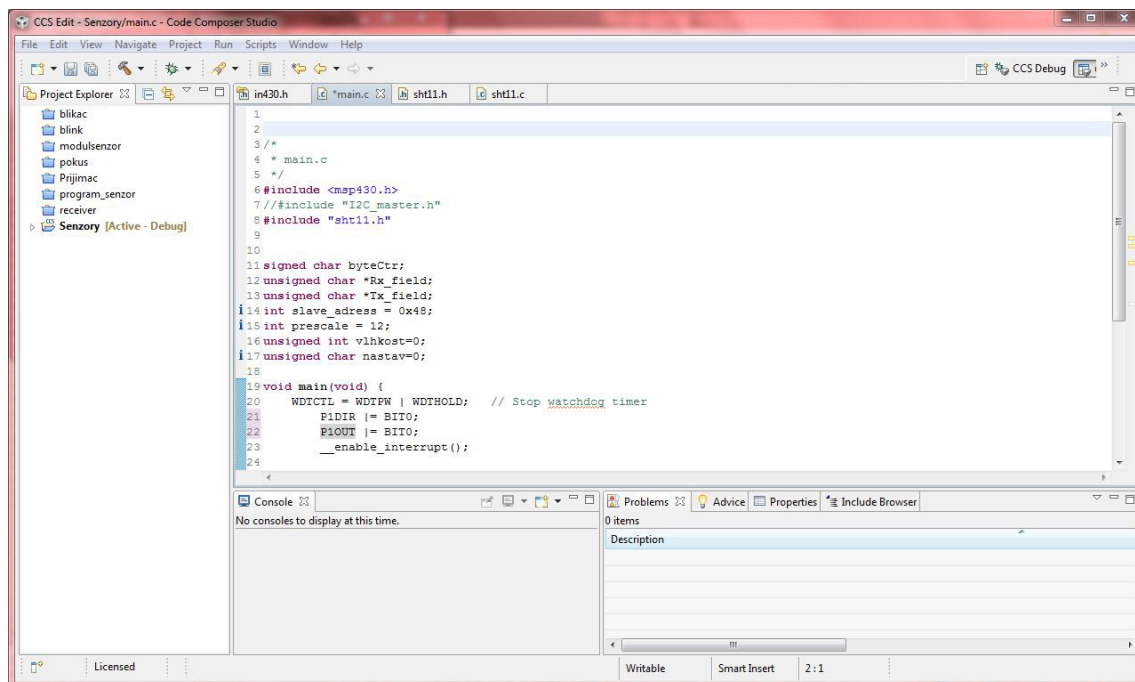 CCS Edit - Senzory/main.c - Code Composer Studio
File Edit View Navigate Project Run Scripts Window Help
CCS Debug
Project Explorer
in430.h *main.c sht11.h sht11.c
blikac
blink
modulsenzor
pokus
Prijimac
program_senzor
receiver
Senzory [Active - Debug]
1
2
3 /*
4 * main.c
5 */
6 #include <msp430.h>
7 //#include "I2C_master.h"
8 #include "sht11.h"
9
10
11 signed char byteCtr;
12 unsigned char *Rx_field;
13 unsigned char *Tx_field;
14 int slave_adress = 0x48;
15 int prescale = 12;
16 unsigned int vlhkost=0;
17 unsigned char nastav=0;
18
19 void main(void) {
20 WDTCTL = WDTPW | WDTHOLD; // Stop watchdog timer
21 P1DIR |= BIT0;
22 P1OUT |= BIT0;
23 __enable_interrupt();
24
Console
No consoles to display at this time.
Problems Advice Properties Include Browser
0 items
Description
Licensed Writable Smart Insert 2:1